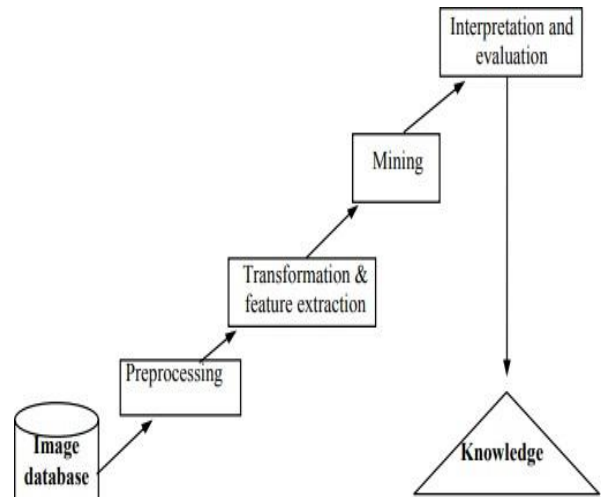 Interpretation and
evaluation
Mining
Transformation &
feature extraction
Preprocessing
Image
database
Knowledge